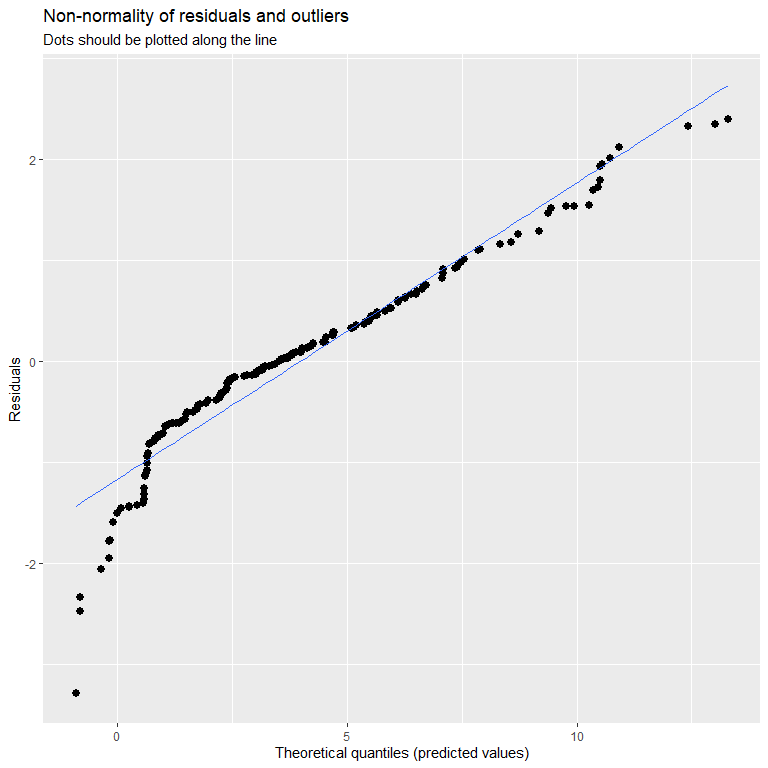 Non-normality of residuals and outliers
Dots should be plotted along the line
2
0
-2
Residuals
0
5
10
Theoretical quantiles (predicted values)